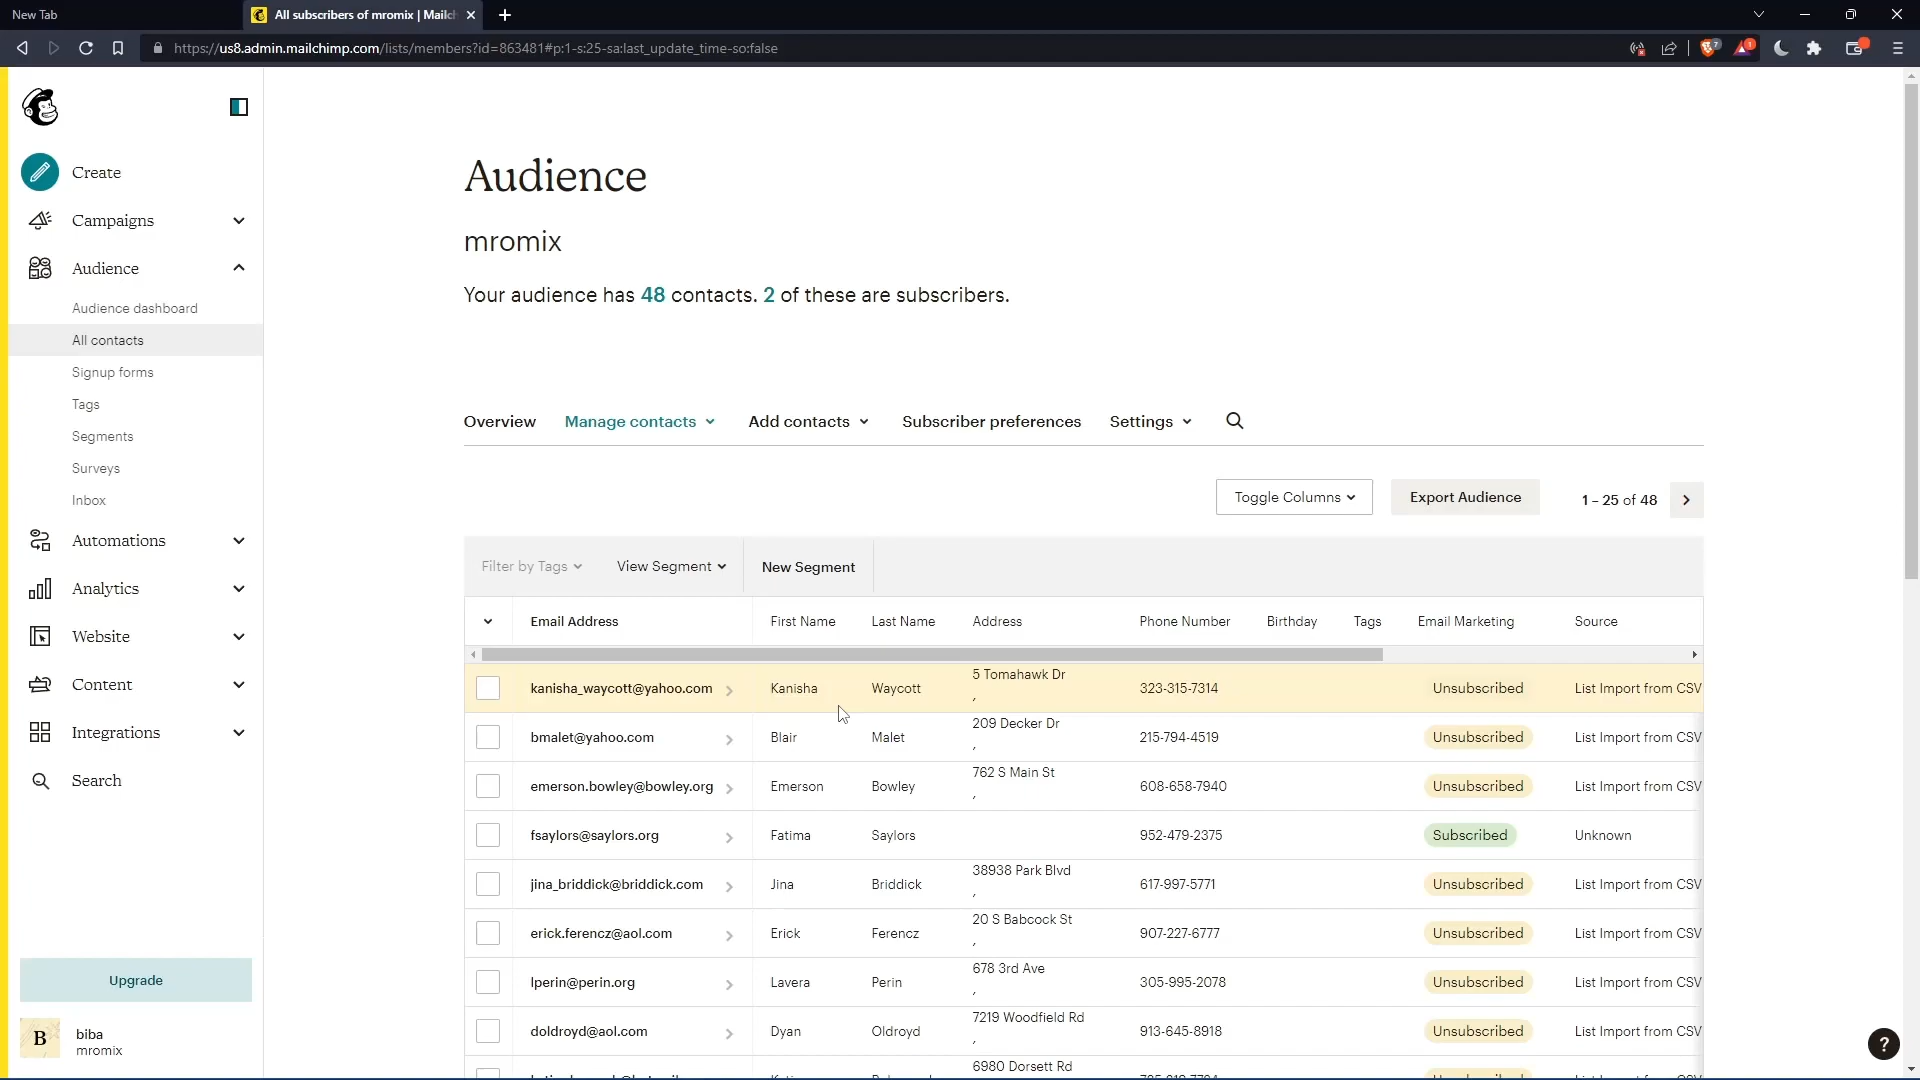 New Tab
All subscribers of mromix | Mailch
https://us8.admin.mailchimp.com/lists/members?id=863481#p:1-s:25-sa:last_update_time-so:false
7
1
Create
Campaigns
Audience
Audience dashboard
All contacts
Signup forms
Tags
Segments
Surveys
Inbox
Automations
Analytics
Website
Content
Integrations
Search
Upgrade
B
biba
mromix
Audience
mromix
Your audience has 48 contacts. 2 of these are subscribers.
Overview Manage contacts Add contacts Subscriber preferences Settings
Toggle Columns Export Audience 1 – 25 of 48
Filter by Tags View Segment New Segment
Email Address First Name Last Name Address Phone Number Birthday Tags Email Marketing Source
kanisha_waycott@yahoo.com Kanisha Waycott 5 Tomahawk Dr , 323-315-7314 Unsubscribed List Import from CSV
bmalet@yahoo.com Blair Malet 209 Decker Dr , 215-794-4519 Unsubscribed List Import from CSV
emerson.bowley@bowley.org Emerson Bowley 762 S Main St , 608-658-7940 Unsubscribed List Import from CSV
fsaylors@saylors.org Fatima Saylors 952-479-2375 Subscribed Unknown
jina_briddick@briddick.com Jina Briddick 38938 Park Blvd , 617-997-5771 Unsubscribed List Import from CSV
erick.ferencz@aol.com Erick Ferencz 20 S Babcock St , 907-227-6777 Unsubscribed List Import from CSV
lperin@perin.org Lavera Perin 678 3rd Ave , 305-995-2078 Unsubscribed List Import from CSV
doldroyd@aol.com Dyan Oldroyd 7219 Woodfield Rd , 913-645-8918 Unsubscribed List Import from CSV
6980 Dorsett Rd
?